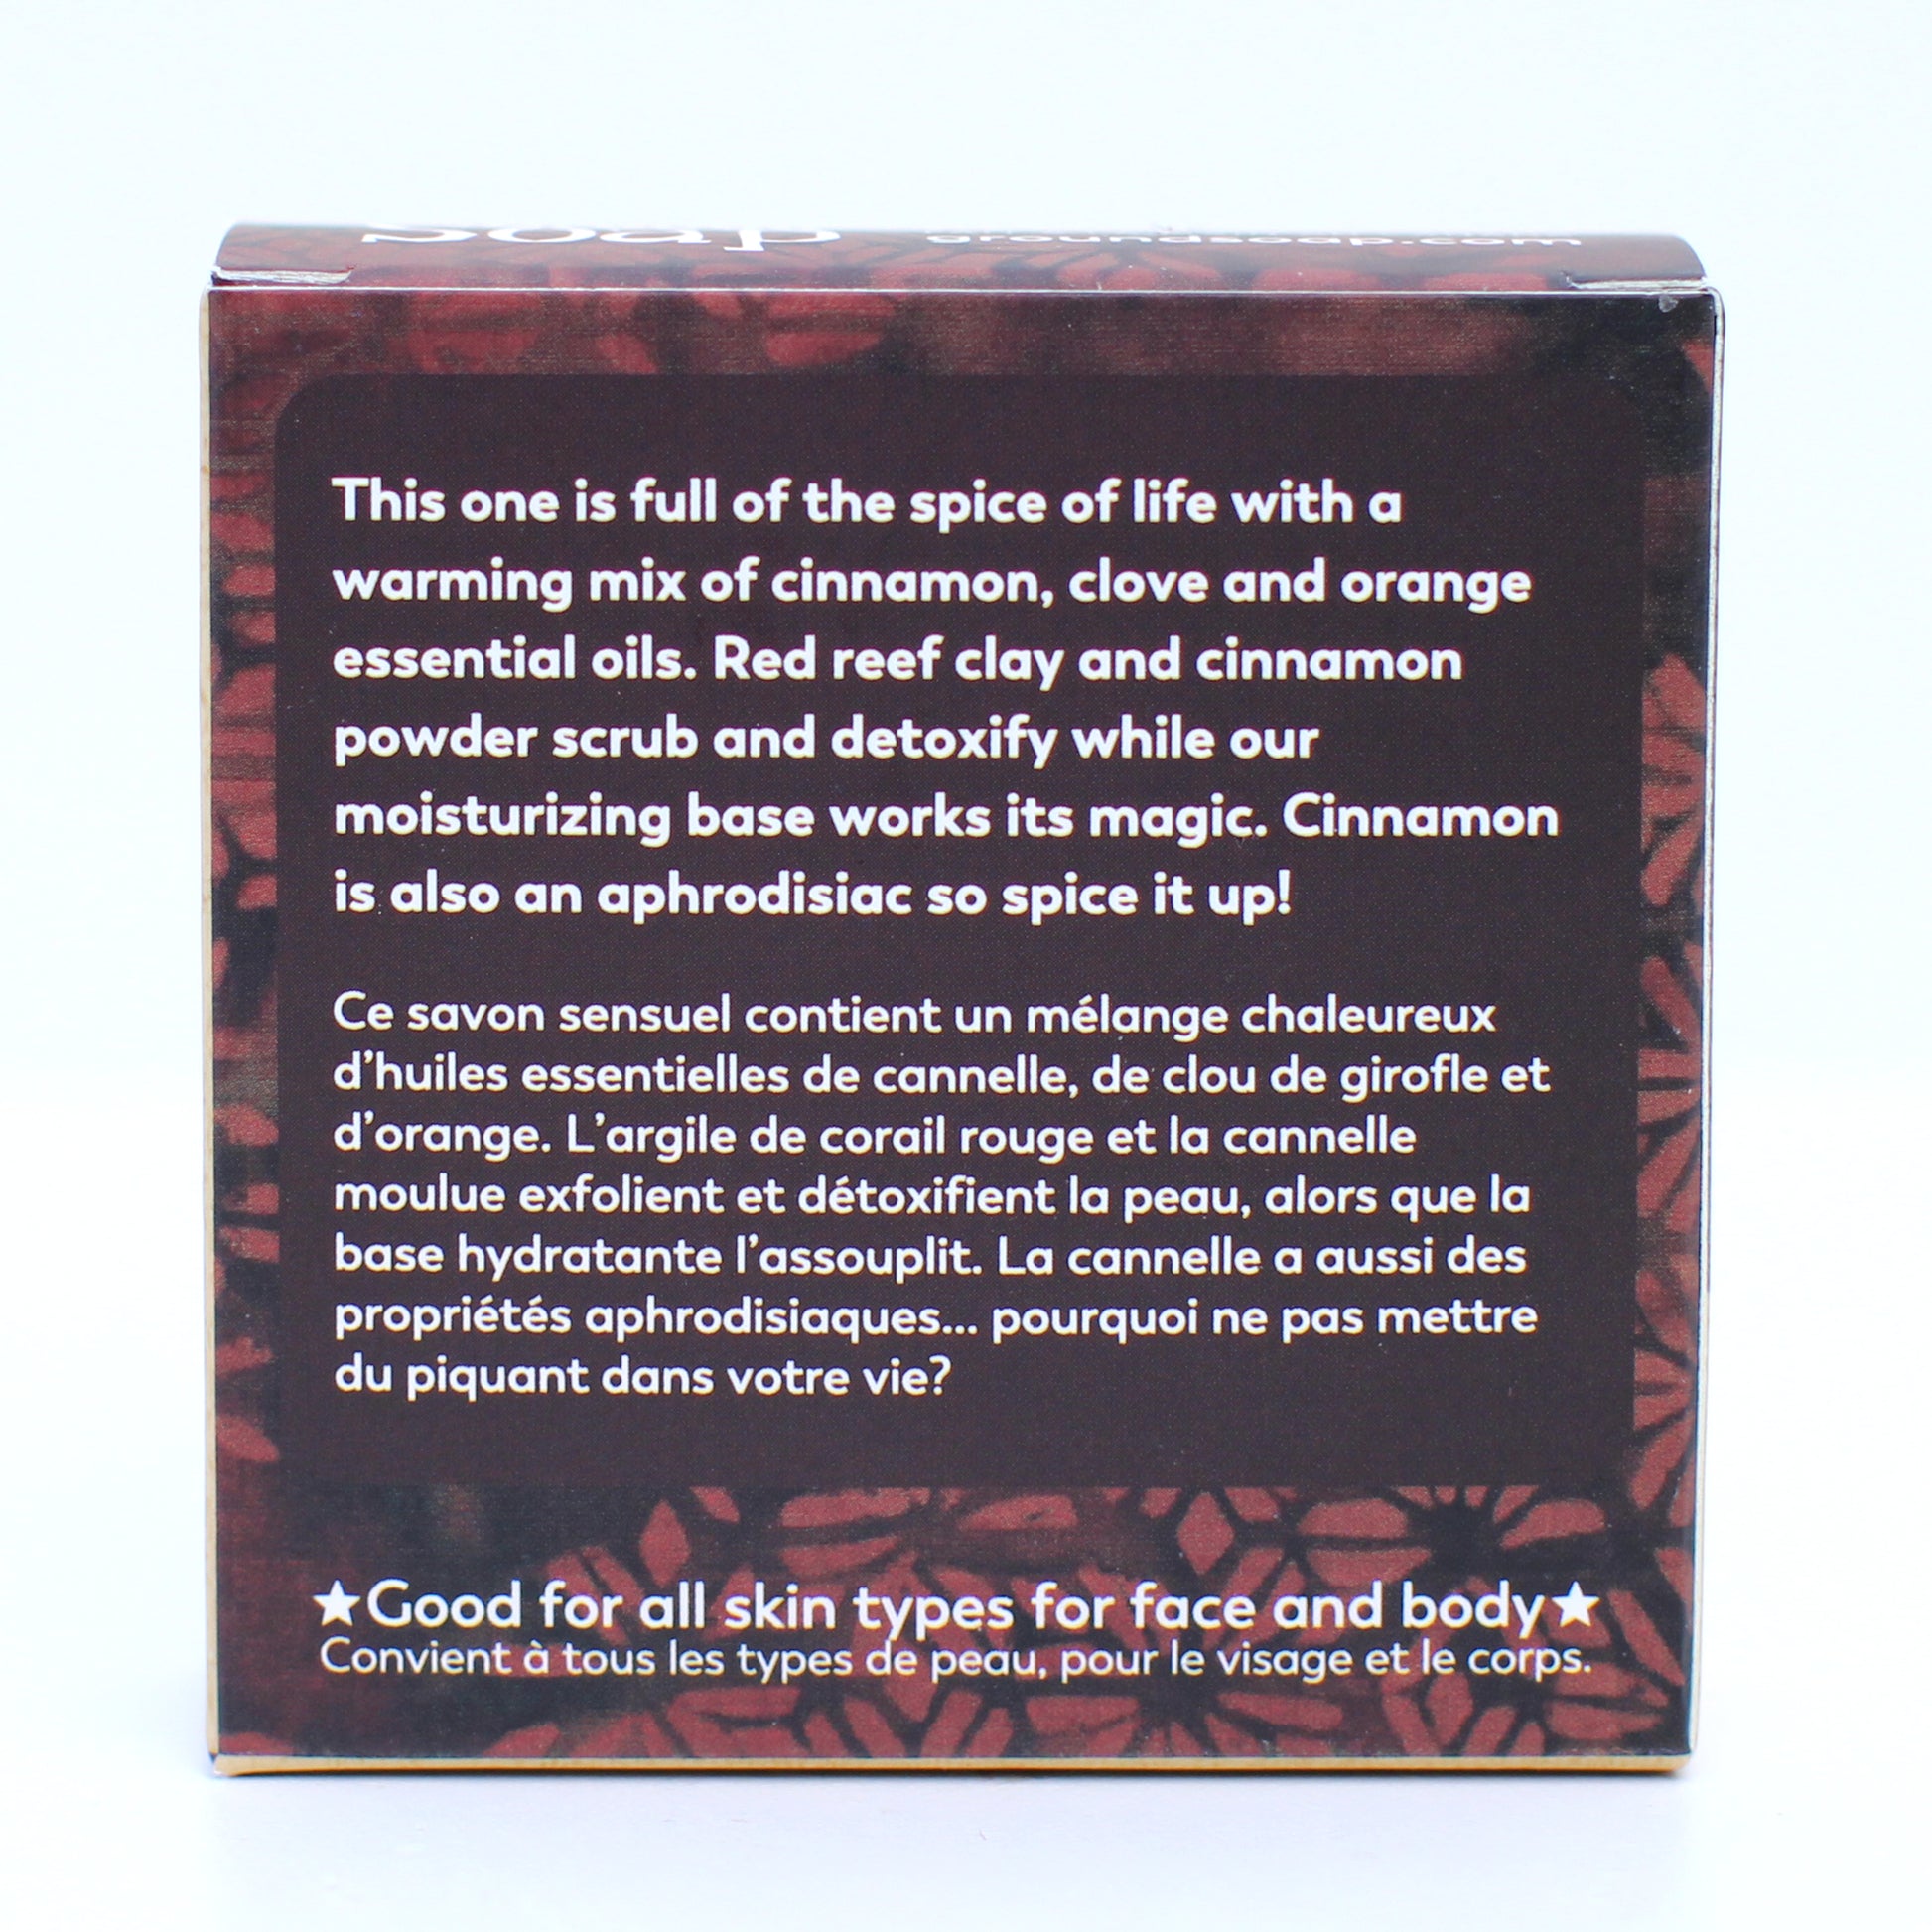 soap groundsoap.com
This one is full of the spice of life with a
warming mix of cinnamon, clove and orange
essential oils. Red reef clay and cinnamon
powder scrub and detoxify while our
moisturizing base works its magic. Cinnamon
is also an aphrodisiac so spice it up!
Ce savon sensuel contient un mélange chaleureux
d’huiles essentielles de cannelle, de clou de girofle et
d’orange. L’argile de corail rouge et la cannelle
moulue exfolient et détoxifient la peau, alors que la
base hydratante l’assouplit. La cannelle a aussi des
propriétés aphrodisiaques... pourquoi ne pas mettre
du piquant dans votre vie?
★Good for all skin types for face and body★
Convient à tous les types de peau, pour le visage et le corps.